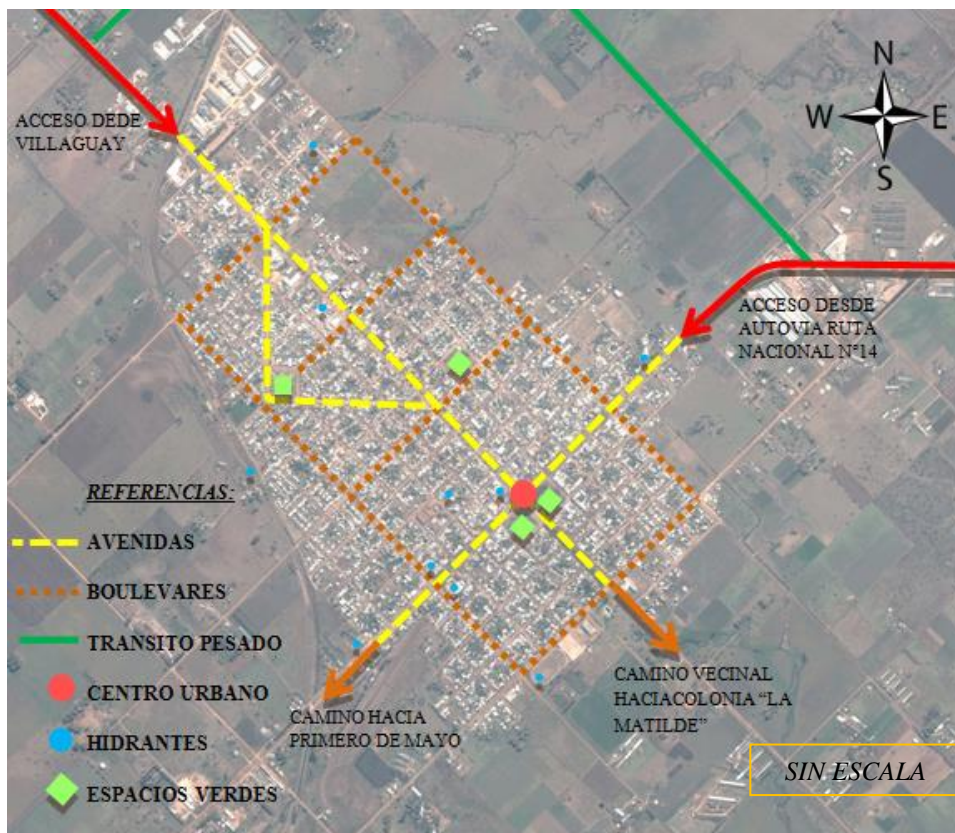 ACCESO DEDE
VILLAGUAY
N
W
E
S
ACCESO DESDE
AUTOVIA RUTA
NACIONAL N°14
REFERENCIAS:
AVENIDAS
BOULEVARES
TRANSITO PESADO
CENTRO URBANO
HIDRANTES
ESPACIOS VERDES
CAMINO HACIA
PRIMERO DE MAYO
CAMINO VECINAL
HACIACOLONIA “LA
MATILDE”
SIN ESCALA